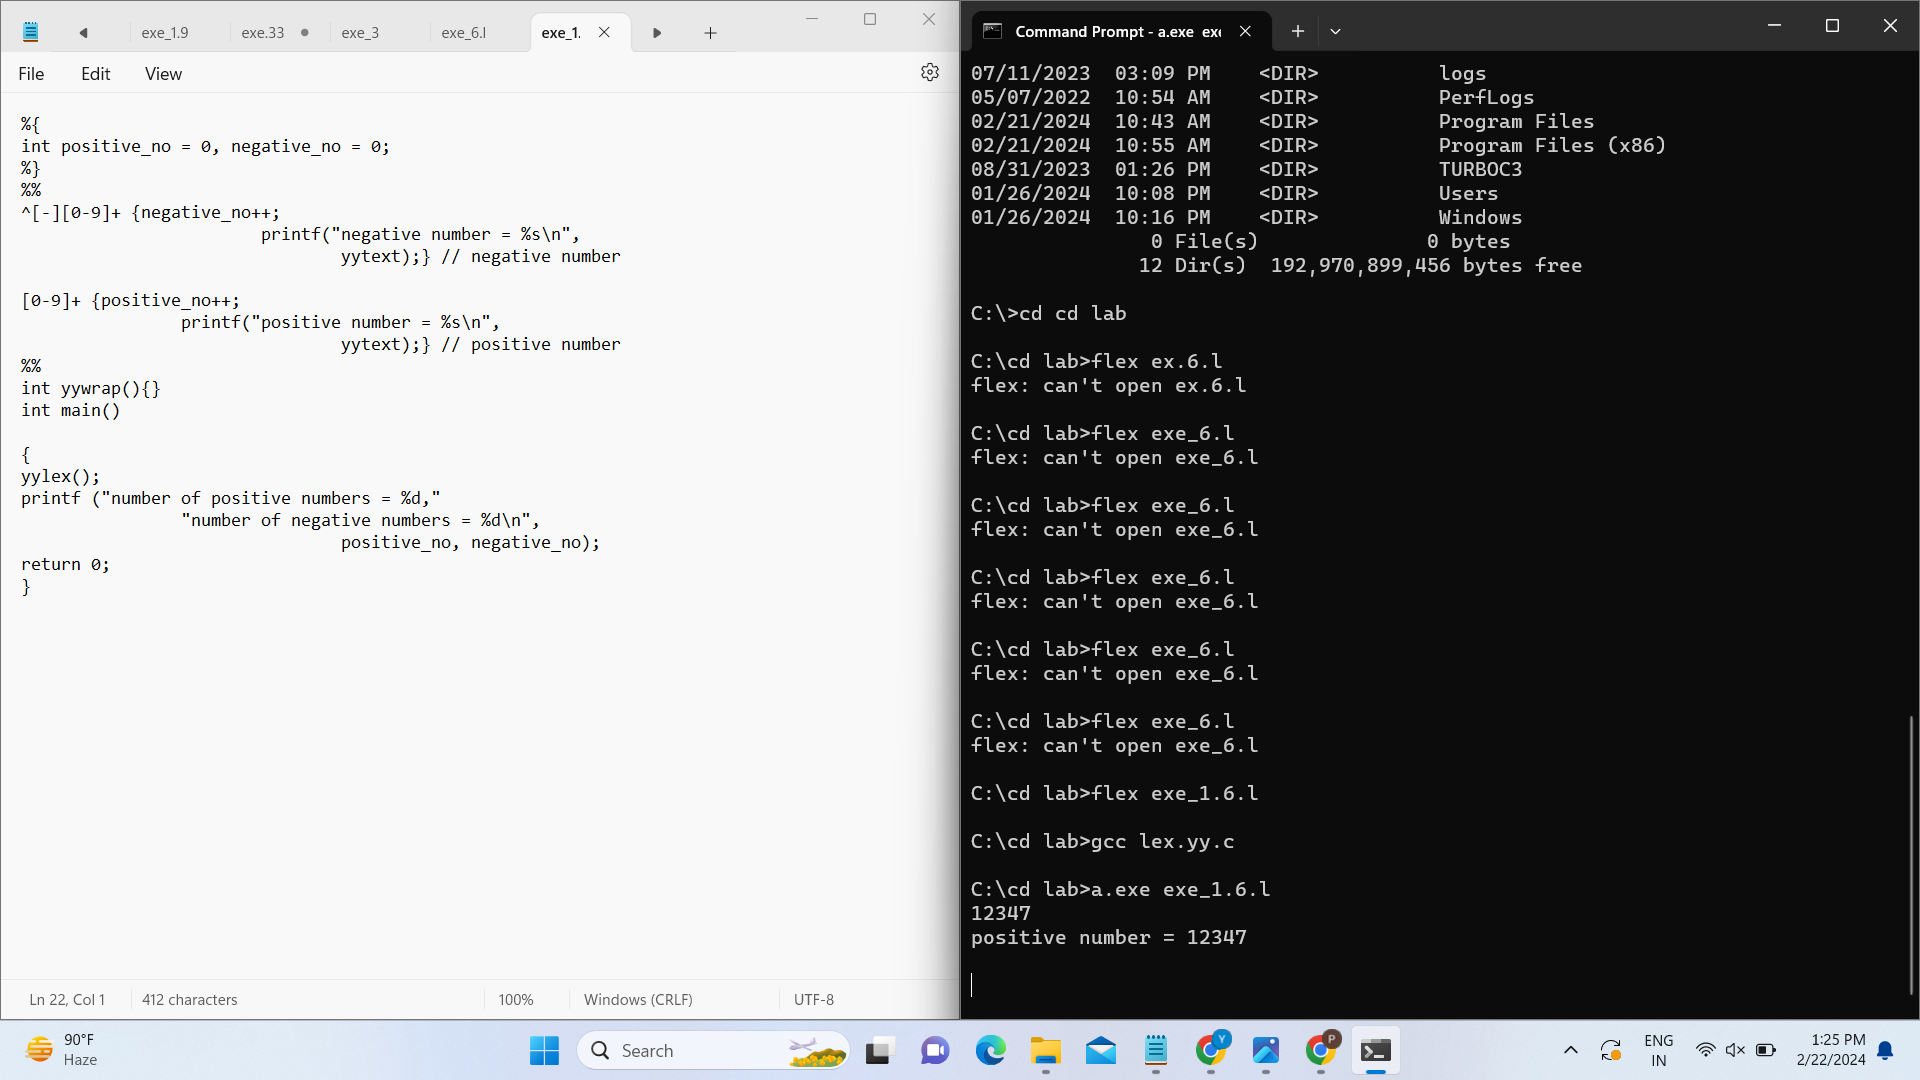 exe_1.9
exe.33
exe_3
exe_6.l
exe_1.
File
Edit
View
%{
int positive_no = 0, negative_no = 0;
%}
%%
^[-][0-9]+ {negative_no++;
printf("negative number = %s\n",
yytext);} // negative number
[0-9]+ {positive_no++;
printf("positive number = %s\n",
yytext);} // positive number
%%
int yywrap(){}
int main()
{
yylex();
printf ("number of positive numbers = %d,"
"number of negative numbers = %d\n",
positive_no, negative_no);
return 0;
}
Ln 22, Col 1
412 characters
100%
Windows (CRLF)
UTF-8
Command Prompt - a.exe exe
07/11/2023  03:09 PM    <DIR>          logs
05/07/2022  10:54 AM    <DIR>          PerfLogs
02/21/2024  10:43 AM    <DIR>          Program Files
02/21/2024  10:55 AM    <DIR>          Program Files (x86)
08/31/2023  01:26 PM    <DIR>          TURBOC3
01/26/2024  10:08 PM    <DIR>          Users
01/26/2024  10:16 PM    <DIR>          Windows
0 File(s)              0 bytes
12 Dir(s)  192,970,899,456 bytes free
C:\>cd cd lab
C:\cd lab>flex ex.6.l
flex: can't open ex.6.l
C:\cd lab>flex exe_6.l
flex: can't open exe_6.l
C:\cd lab>flex exe_6.l
flex: can't open exe_6.l
C:\cd lab>flex exe_6.l
flex: can't open exe_6.l
C:\cd lab>flex exe_6.l
flex: can't open exe_6.l
C:\cd lab>flex exe_6.l
flex: can't open exe_6.l
C:\cd lab>flex exe_1.6.l
C:\cd lab>gcc lex.yy.c
C:\cd lab>a.exe exe_1.6.l
12347
positive number = 12347
90°F
Haze
Search
Y
P
ENG
IN
1:25 PM
2/22/2024